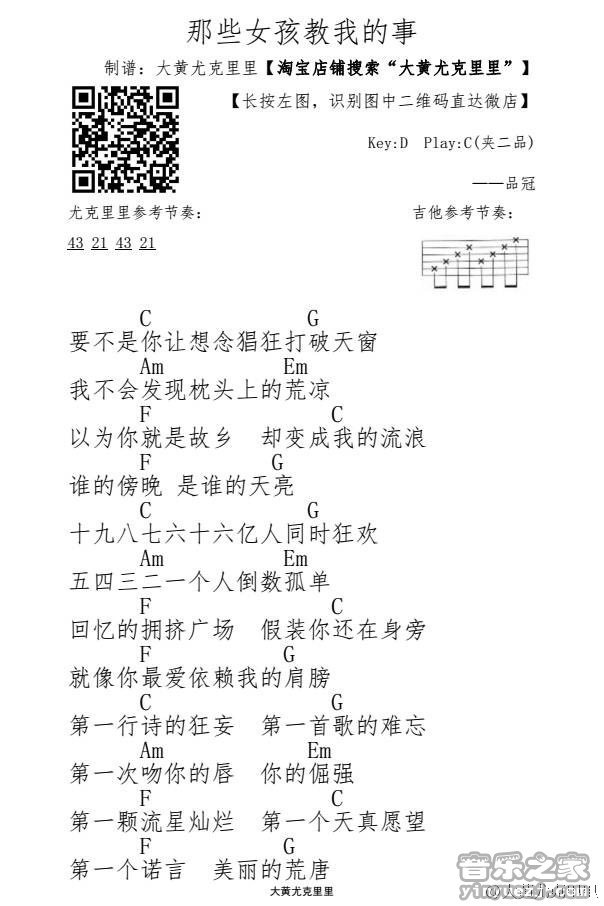 那些女孩教我的事
制谱：大黄尤克里里【淘宝店铺搜索“大黄尤克里里”】
【长按左图，识别图中二维码直达微店】
Key:D Play:C(夹二品)
——品冠
尤克里里参考节奏：
吉他参考节奏：
43 21 43 21
C G
要不是你让想念猖狂打破天窗
Am Em
我不会发现枕头上的荒凉
F C
以为你就是故乡 却变成我的流浪
F G
谁的傍晚 是谁的天亮
C G
十九八七六十六亿人同时狂欢
Am Em
五四三二一个人倒数孤单
F C
回忆的拥挤广场 假装你还在身旁
F G
就像你最爱依赖我的肩膀
C G
第一行诗的狂妄 第一首歌的难忘
Am Em
第一次吻你的唇 你的倔强
F C
第一颗流星灿烂 第一个天真愿望
F G
第一个诺言 美丽的荒唐
大黄尤克里里
音乐之家